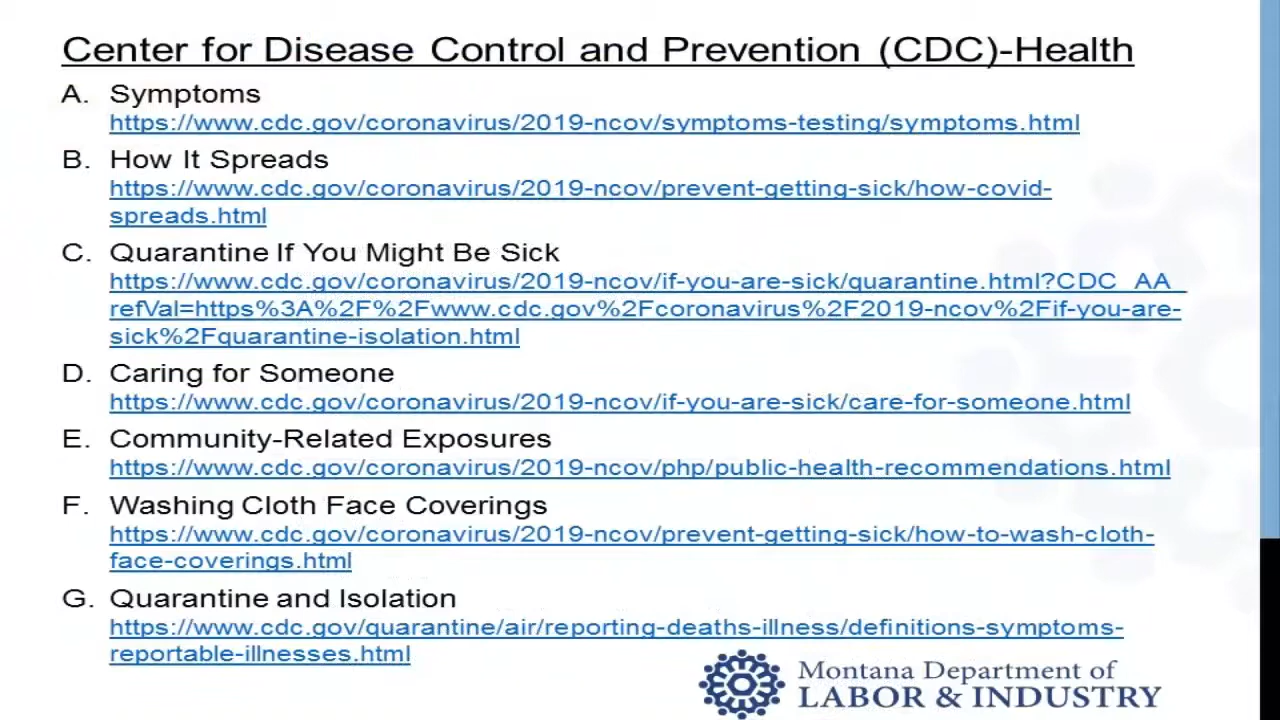 Center for Disease Control and Prevention (CDC)-Health
A. Symptoms
https://www.cdc.gov/coronavirus/2019-ncov/symptoms-testing/symptoms.html
B. How It Spreads
https://www.cdc.gov/coronavirus/2019-ncov/prevent-getting-sick/how-covid-
spreads.html
C. Quarantine If You Might Be Sick
https://www.cdc.gov/coronavirus/2019-ncov/if-you-are-sick/quarantine.html?CDC_AA_
refVal=https%3A%2F%2Fwww.cdc.gov%2Fcoronavirus%2F2019-ncov%2Fif-you-are-
sick%2Fquarantine-isolation.html
D. Caring for Someone
https://www.cdc.gov/coronavirus/2019-ncov/if-you-are-sick/care-for-someone.html
E. Community-Related Exposures
https://www.cdc.gov/coronavirus/2019-ncov/php/public-health-recommendations.html
F. Washing Cloth Face Coverings
https://www.cdc.gov/coronavirus/2019-ncov/prevent-getting-sick/how-to-wash-cloth-
face-coverings.html
G. Quarantine and Isolation
https://www.cdc.gov/quarantine/air/reporting-deaths-illness/definitions-symptoms-
reportable-illnesses.html
Montana Department of
LABOR & INDUSTRY